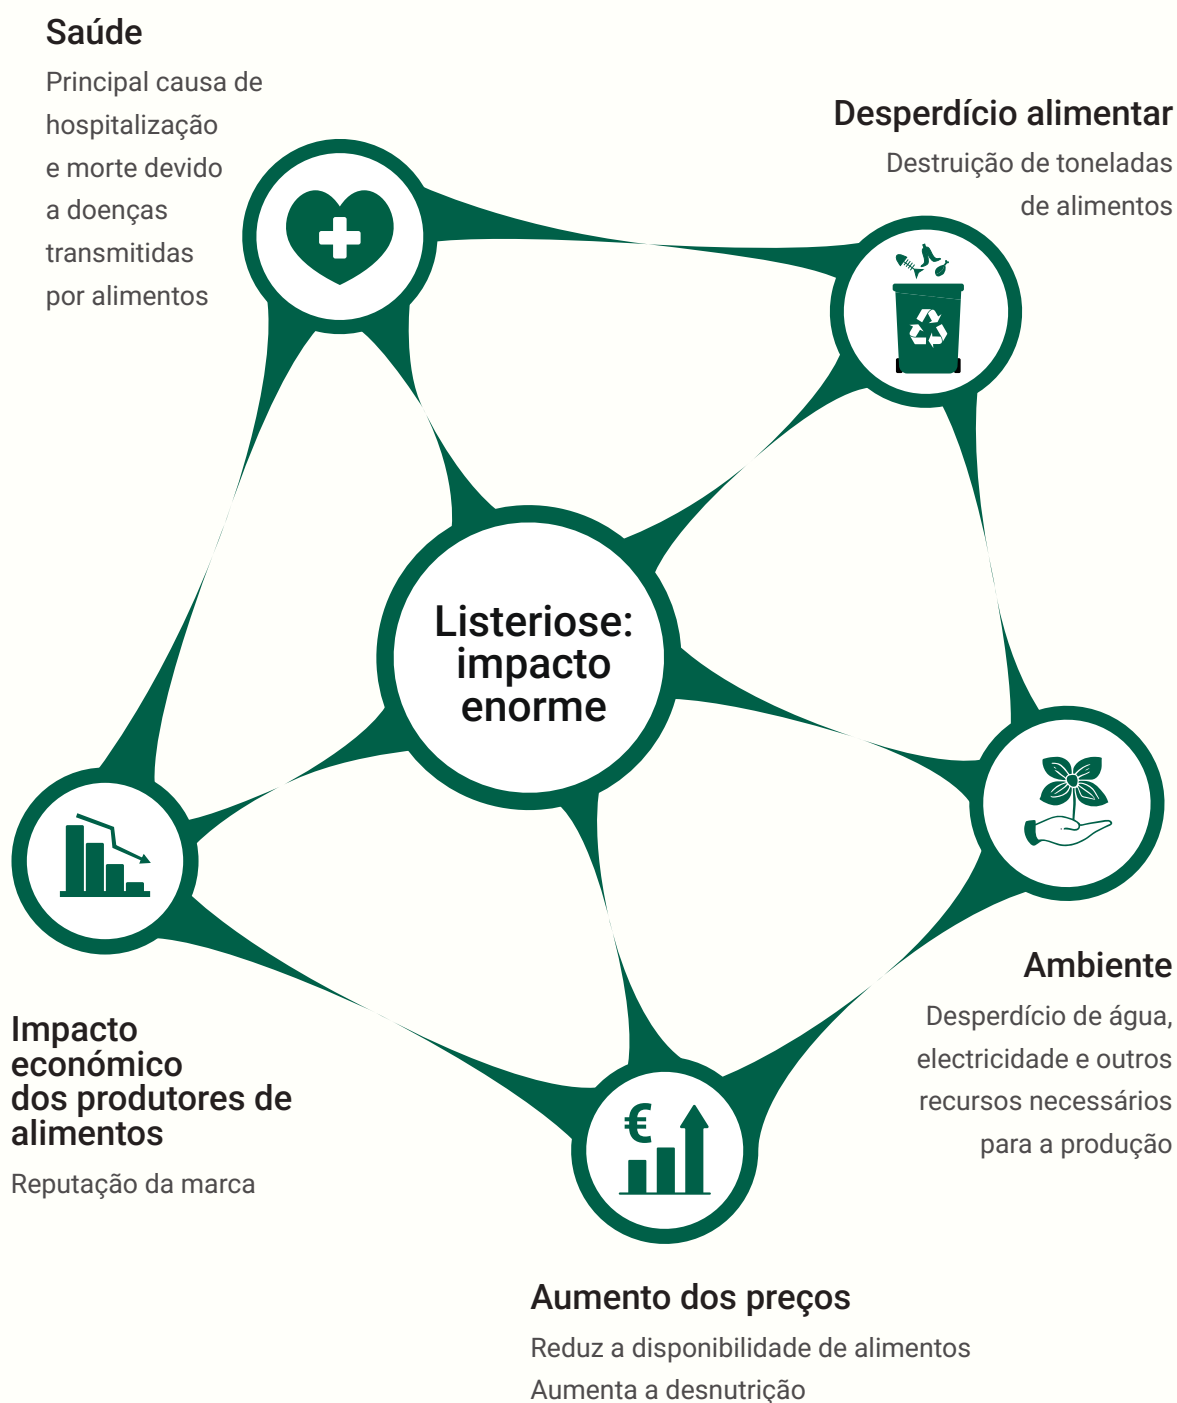 Saúde
Principal causa de
hospitalização
e morte devido
a doenças
transmitidas
por alimentos
Desperdício alimentar
Destruição de toneladas
de alimentos
Listeriose:
impacto
enorme
Ambiente
Desperdício de água,
electricidade e outros
recursos necessários
para a produção
Impacto
económico
dos produtores de
alimentos
Reputação da marca
€
Aumento dos preços
Reduz a disponibilidade de alimentos
Aumenta a desnutrição